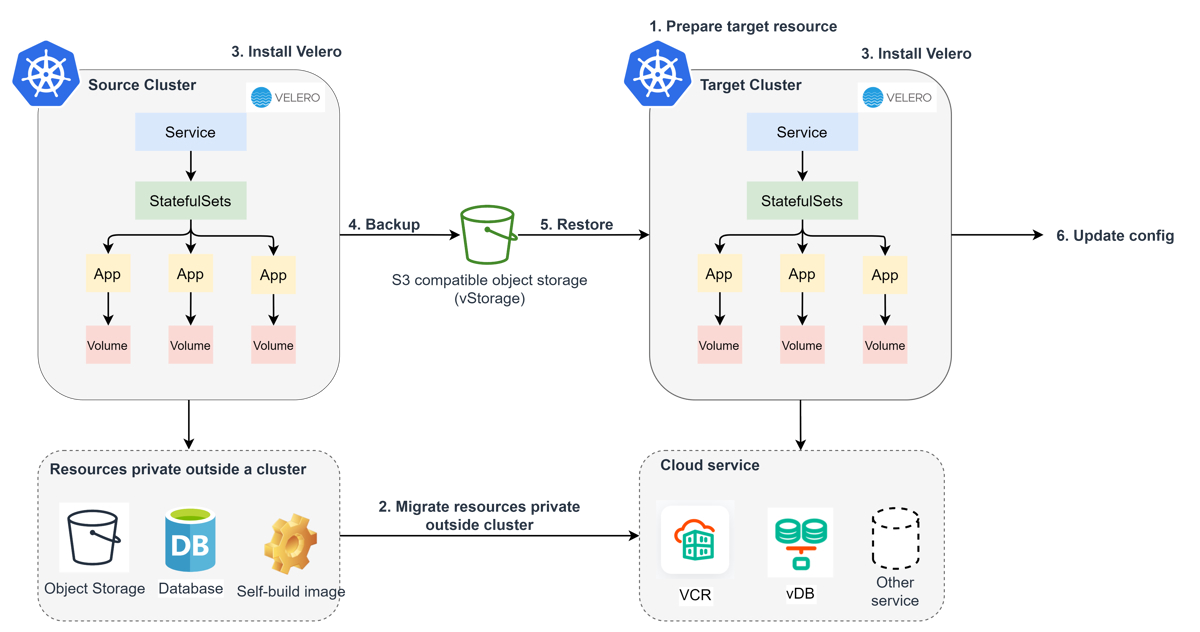 1. Prepare target resource
3. Install Velero
3. Install Velero
Source Cluster
VELERO
Service
StatefulSets
App
App
App
Volume
Volume
Volume
4. Backup
S3 compatible object storage
(vStorage)
5. Restore
Target Cluster
VELERO
Service
StatefulSets
App
App
App
Volume
Volume
Volume
6. Update config
Resources private outside a cluster
Object Storage
DB
Database
Self-build image
2. Migrate resources private
outside cluster
Cloud service
VCR
vDB
Other
service